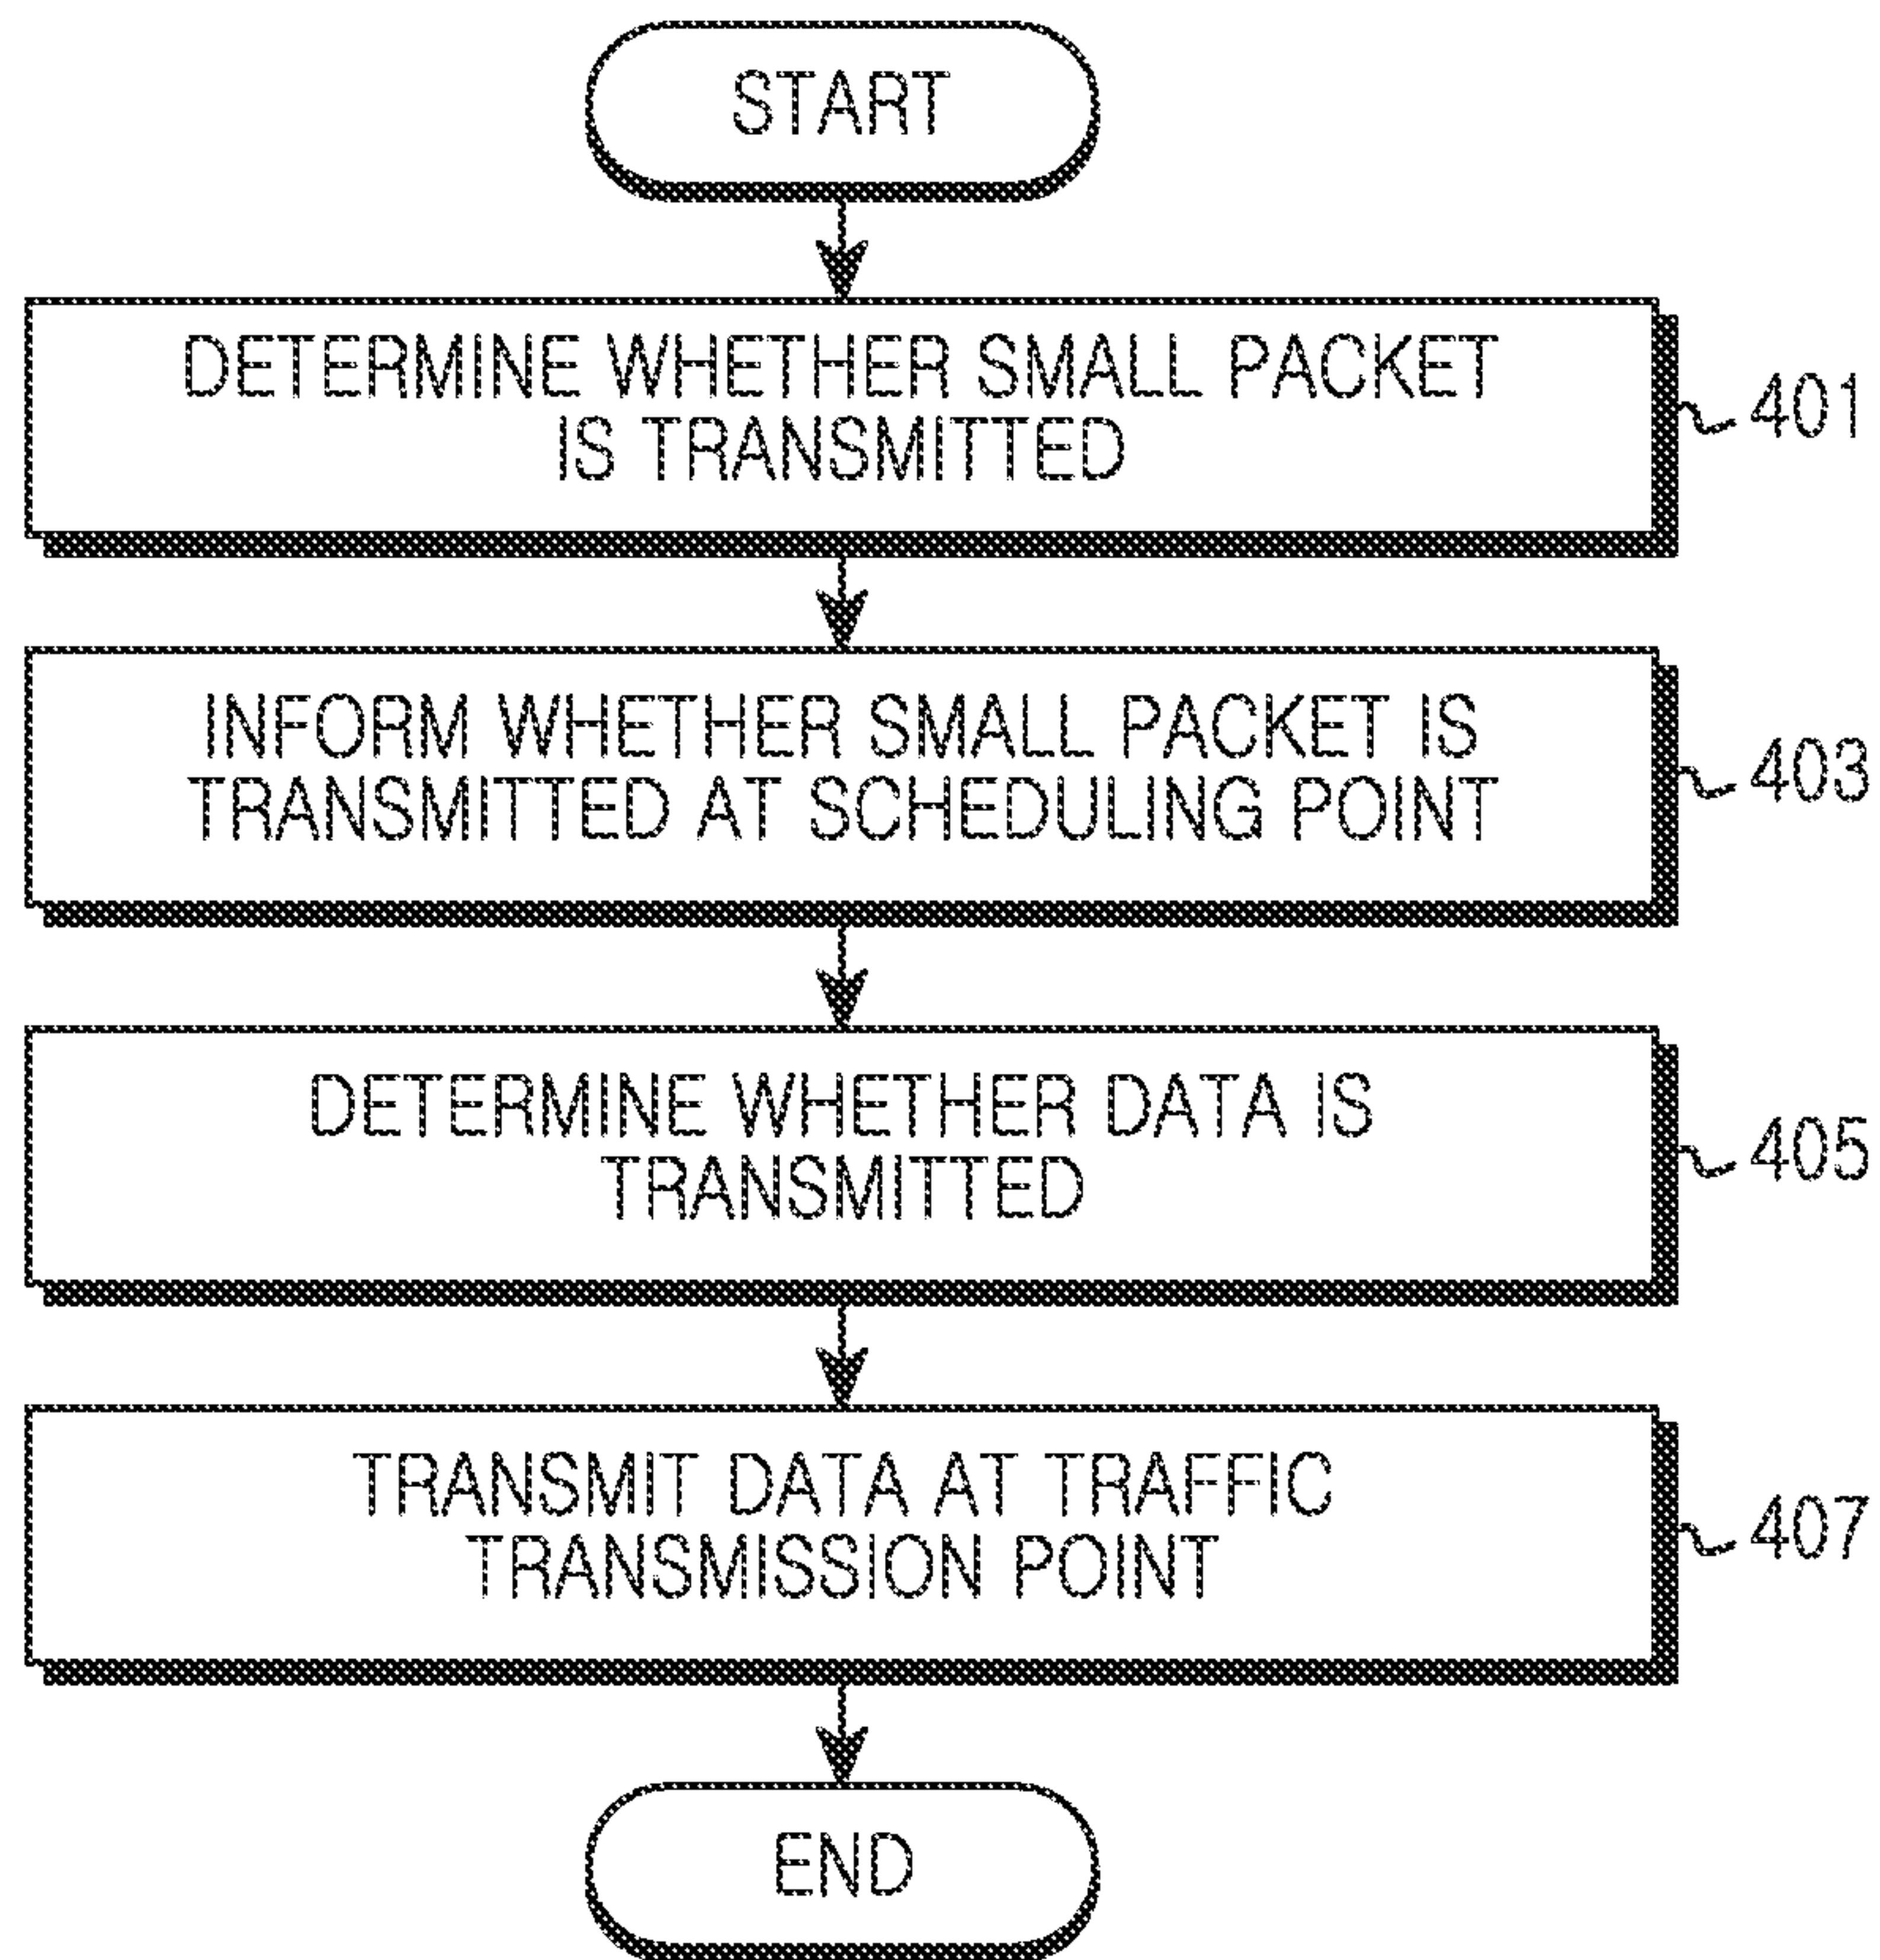 START
DETERMINE WHETHER SMALL PACKET
IS TRANSMITTED
401
INFORM WHETHER SMALL PACKET IS
TRANSMITTED AT SCHEDULING POINT
403
DETERMINE WHETHER DATA IS
TRANSMITTED
405
TRANSMIT DATA AT TRAFFIC
TRANSMISSION POINT
407
END